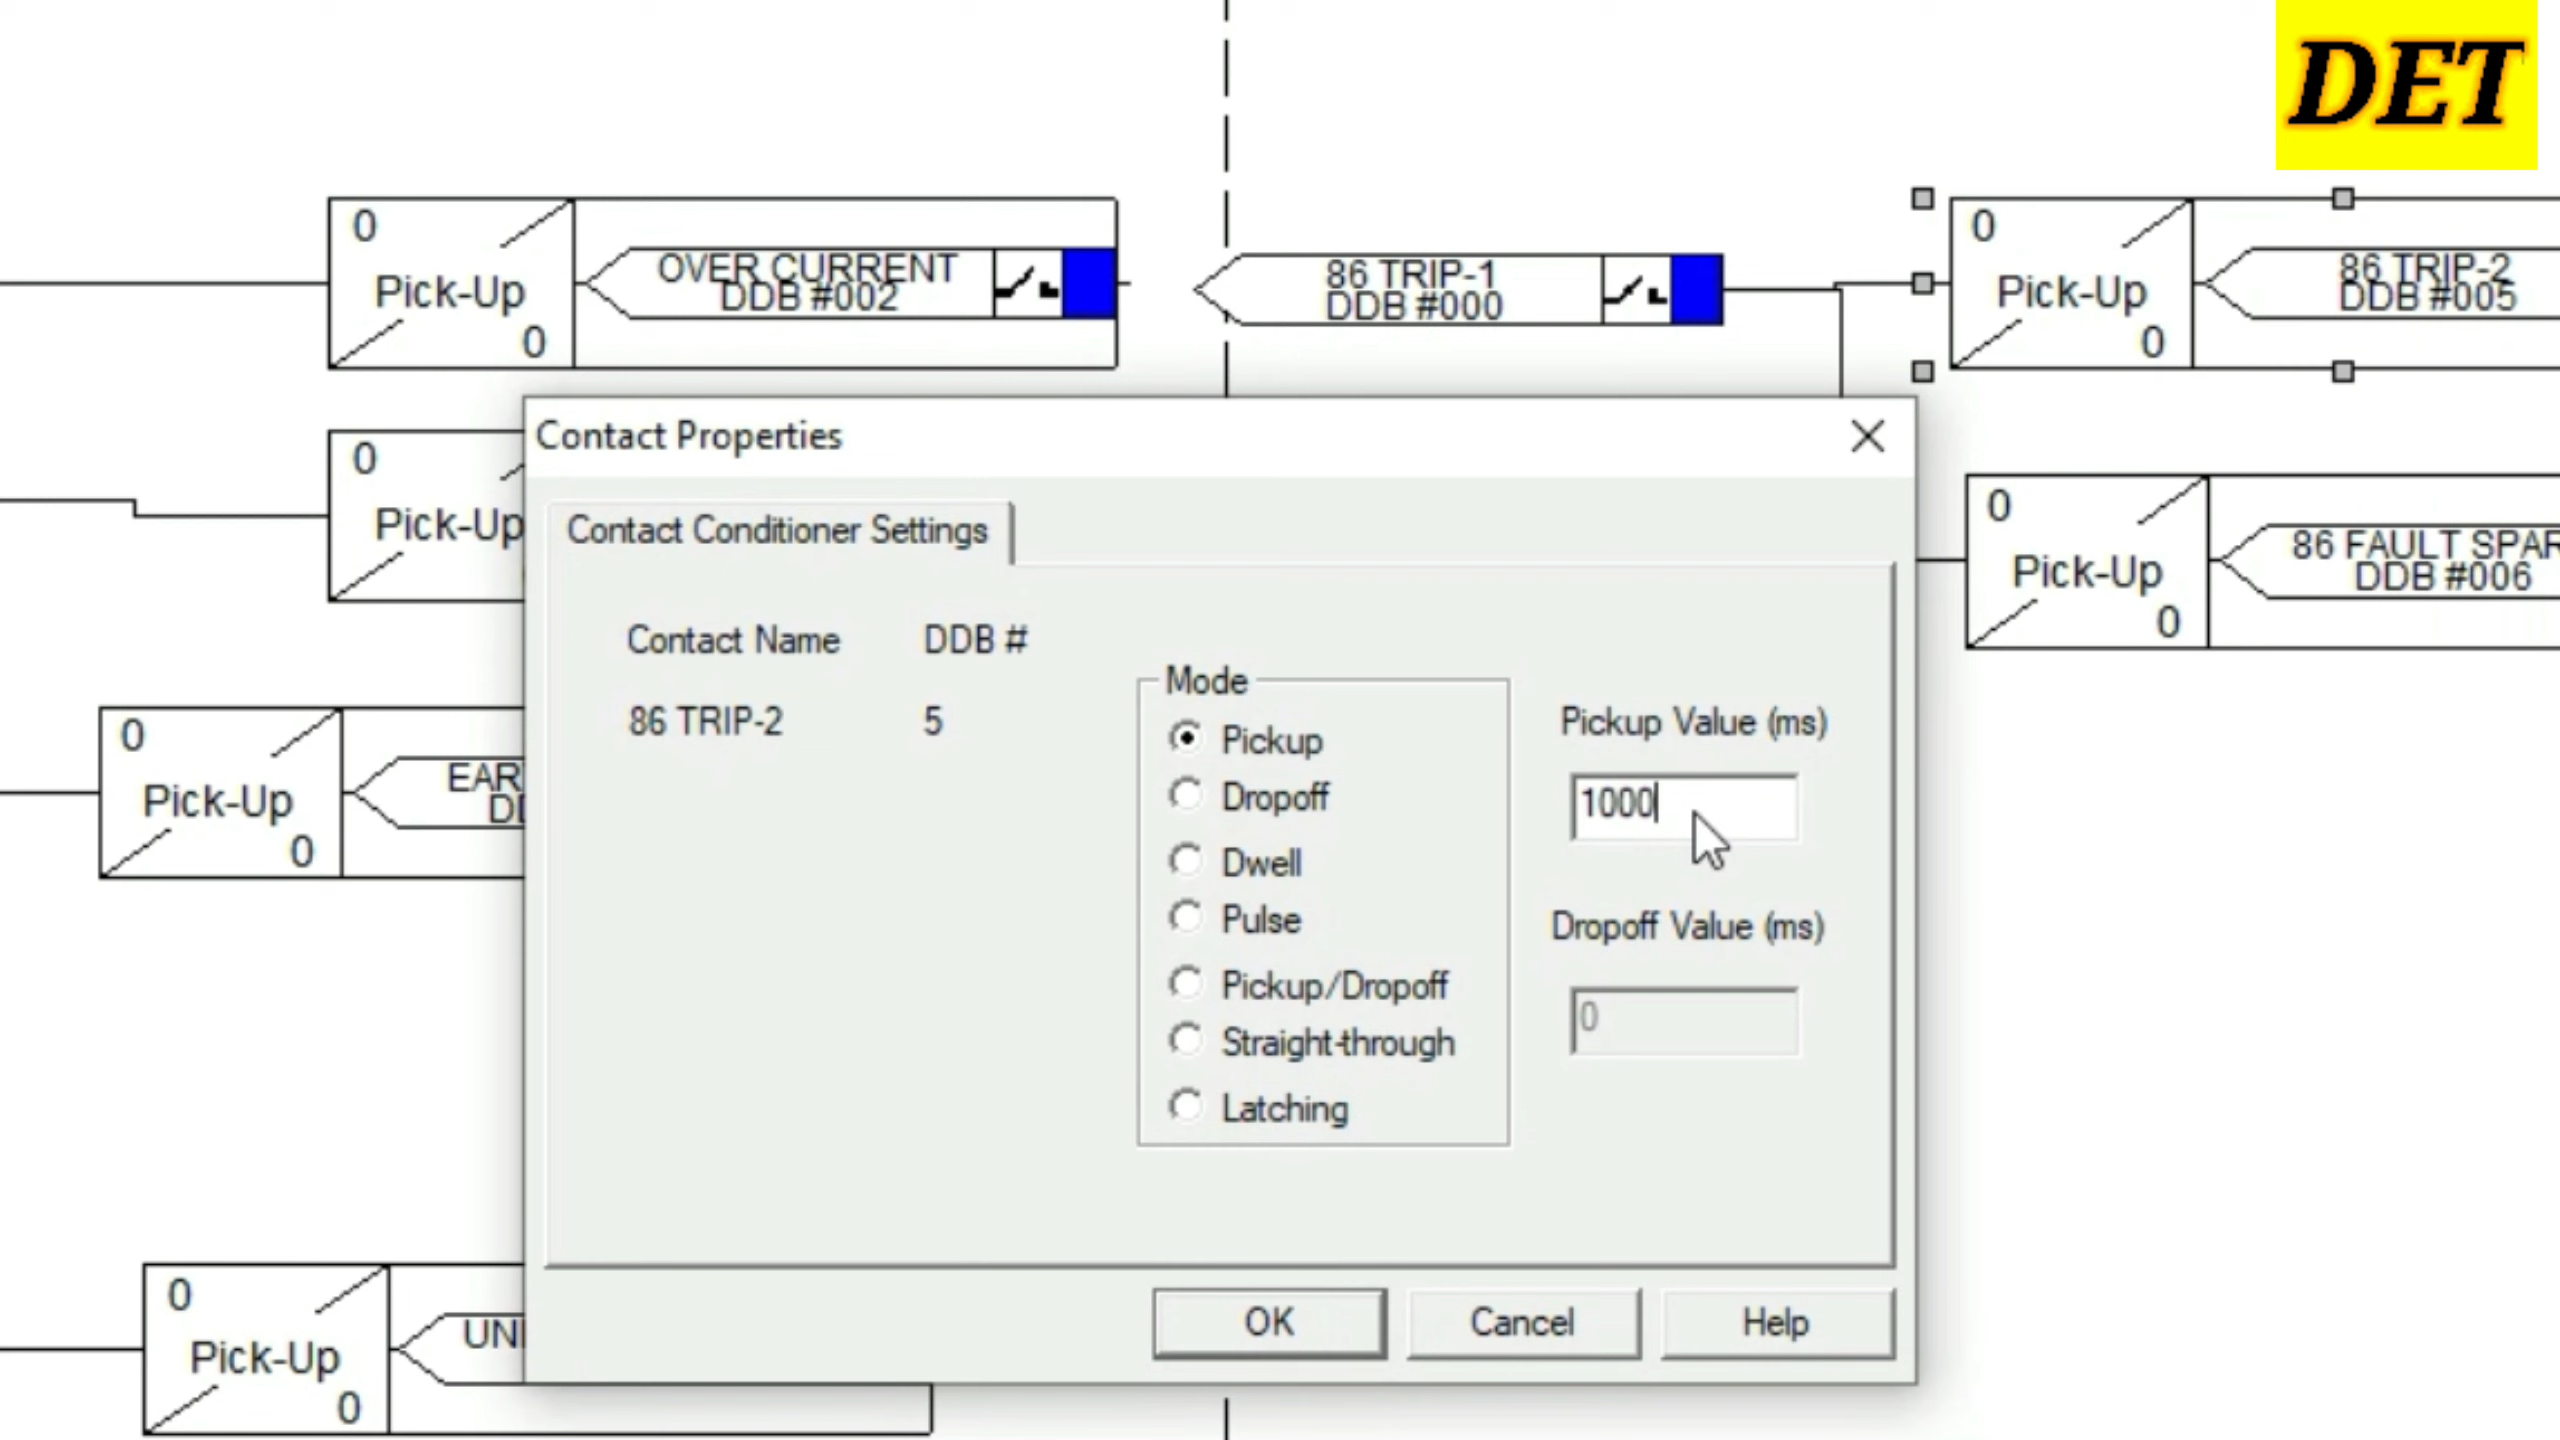 DET
0
Pick-Up
0
OVER CURRENT
DDB #002
86 TRIP-1
DDB #000
0
Pick-Up
0
86 TRIP-2
DDB #005
0
Pick-Up
0
Pick-Up
0
86 FAULT SPAR
DDB #006
0
Pick-Up
0
EAR
DD
0
Pick-Up
0
UNI
Contact Properties
Contact Conditioner Settings
Contact Name DDB #
86 TRIP-2 5
Mode
Pickup
Dropoff
Dwell
Pulse
Pickup/Dropoff
Straight-through
Latching
Pickup Value (ms)
1000
Dropoff Value (ms)
0
OK Cancel Help